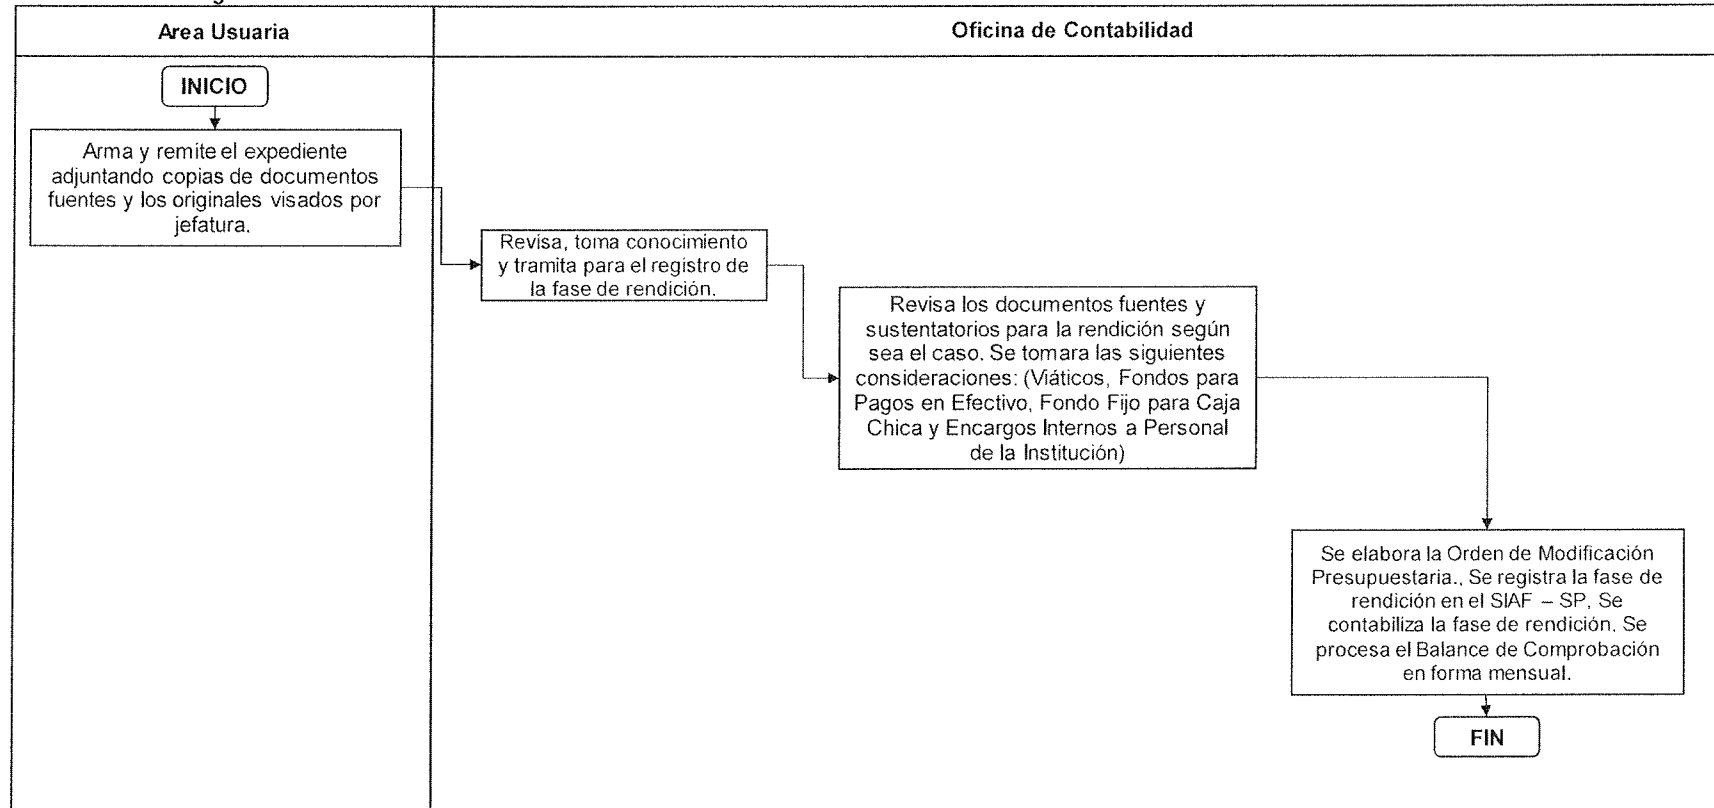 Area Usuaria
Oficina de Contabilidad
INICIO
Arma y remite el expediente
adjuntando copias de documentos
fuentes y los originales visados por
jefatura.
Revisa, toma conocimiento
y tramita para el registro de
la fase de rendición.
Revisa los documentos fuentes y
sustentatorios para la rendición según
sea el caso. Se tomara las siguientes
consideraciones: (Viáticos, Fondos para
Pagos en Efectivo, Fondo Fijo para Caja
Chica y Encargos Internos a Personal
de la Institución)
Se elabora la Orden de Modificación
Presupuestaria., Se registra la fase de
rendición en el SIAF – SP, Se
contabiliza la fase de rendición. Se
procesa el Balance de Comprobación
en forma mensual.
FIN